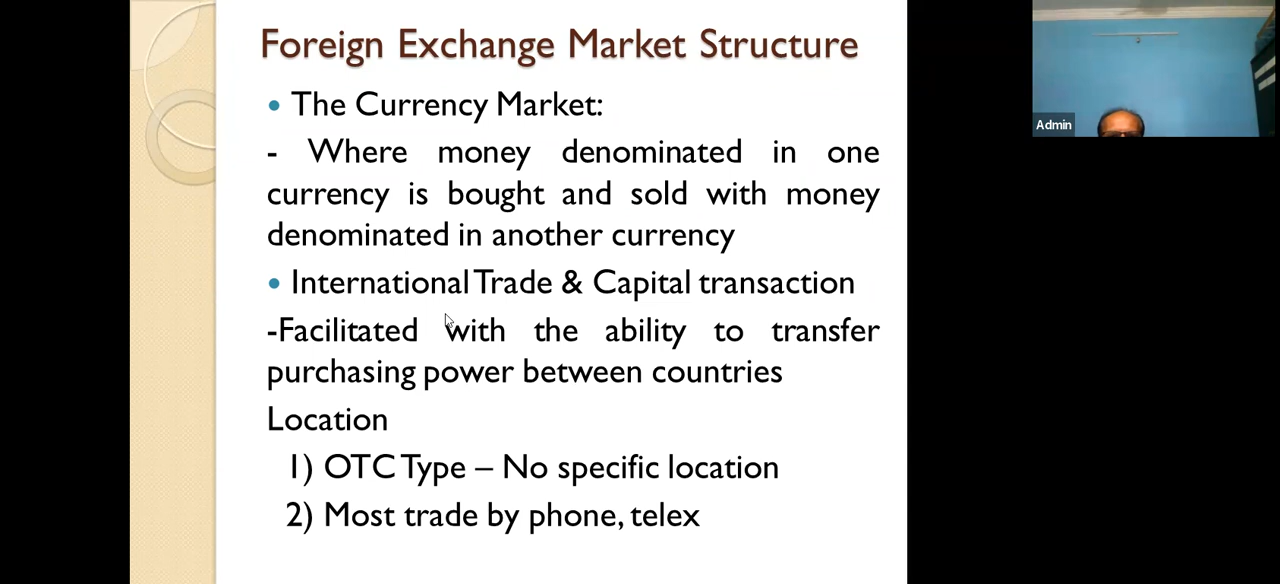 Foreign Exchange Market Structure
• The Currency Market:
- Where money denominated in one
currency is bought and sold with money
denominated in another currency
• International Trade & Capital transaction
-Facilitated with the ability to transfer
purchasing power between countries
Location
1) OTC Type – No specific location
2) Most trade by phone, telex
Admin